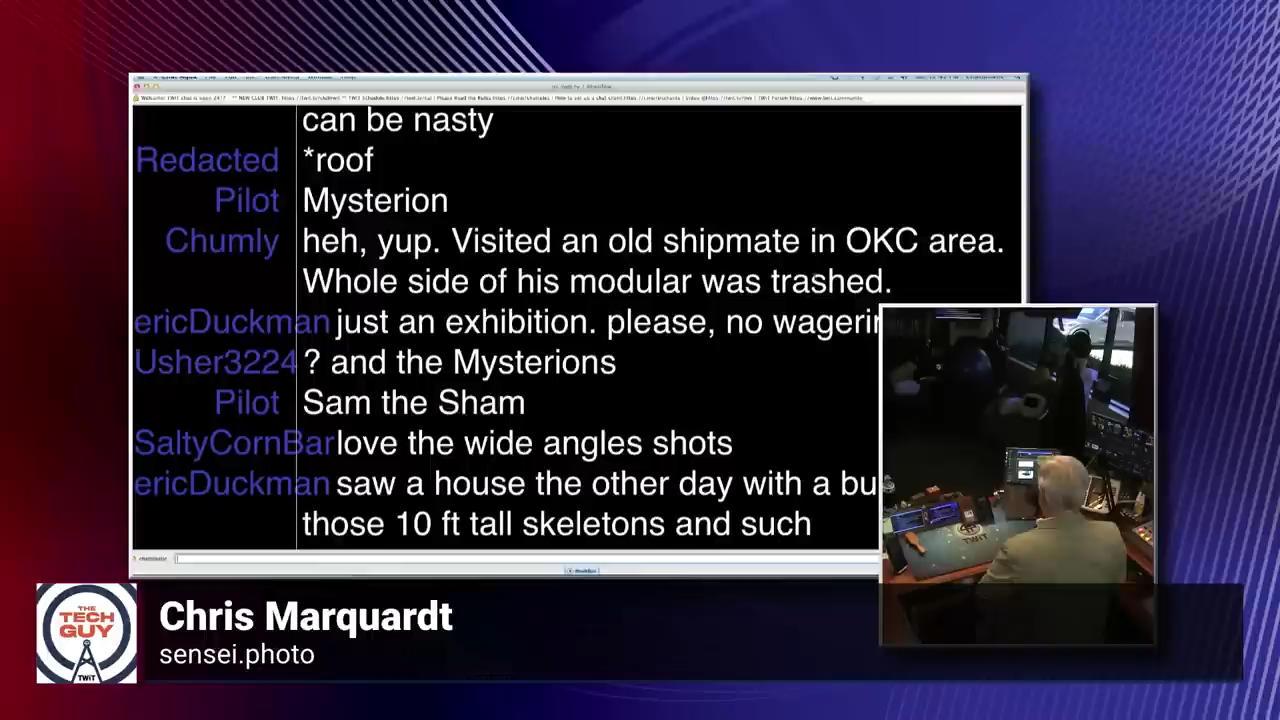 can be nasty
Redacted *roof
Pilot Mysterion
Chumly heh, yup. Visited an old shipmate in OKC area.
Whole side of his modular was trashed.
ericDuckman just an exhibition. please, no
Usher3224 ? and the Mysterions
Pilot Sam the Sham
SaltyCornBar love the wide angles shots
ericDuckman saw a house the other day with a
those 10 ft tall skeletons and such
THE
TECH
GUY
TWiT
Chris Marquardt
sensei.photo
TWiT